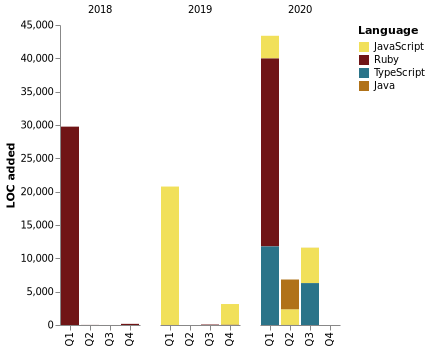 2018 2019 2020
Language
JavaScript
Ruby
TypeScript
Java
LOC added
45,000
40,000
35,000
30,000
25,000
20,000
15,000
10,000
5,000
0
Q1 Q2 Q3 Q4 Q1 Q2 Q3 Q4 Q1 Q2 Q3 Q4